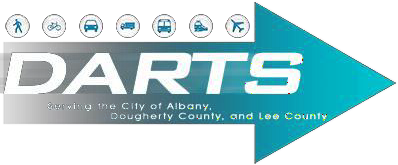 DARTS
Serving the City of Albany,
Dougherty County, and Lee County